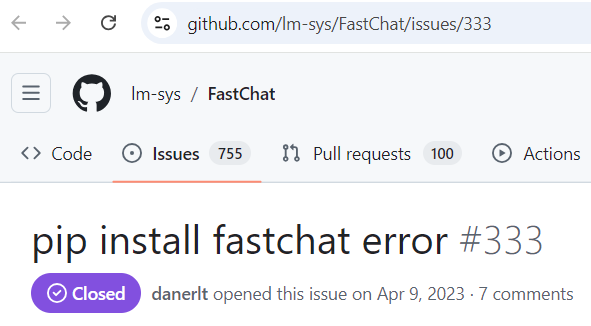 github.com/lm-sys/FastChat/issues/333
lm-sys / FastChat
Code Issues 755 Pull requests 100 Actions
pip install fastchat error #333
Closed danerlt opened this issue on Apr 9, 2023 · 7 comments